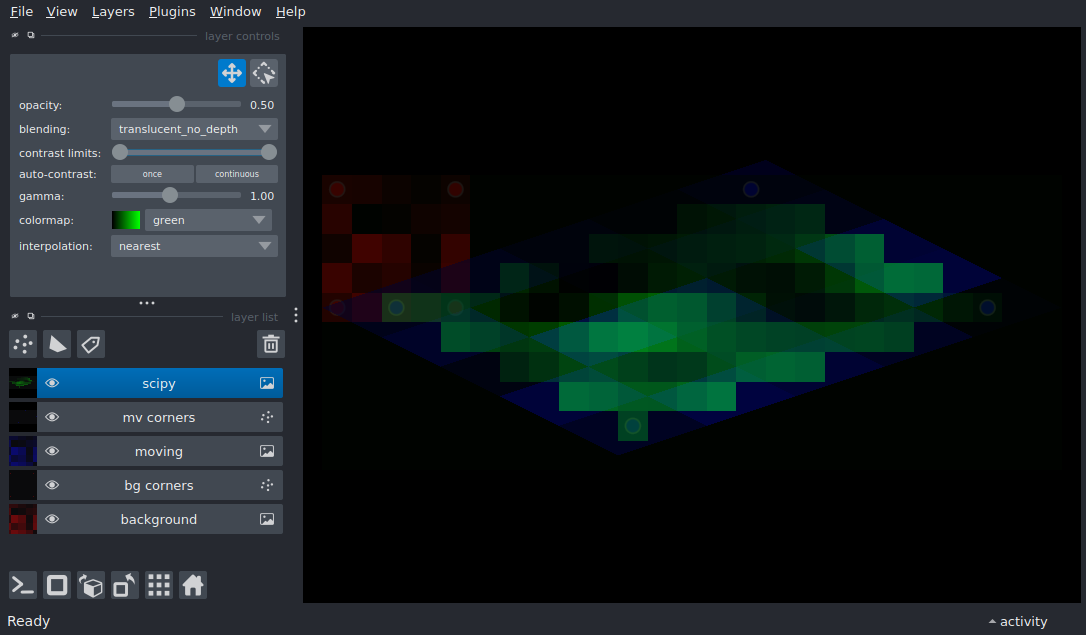 File View Layers Plugins Window Help
layer controls
opacity: 0.50
blending: translucent_no_depth
contrast limits:
auto-contrast: once continuous
gamma: 1.00
colormap: green
interpolation: nearest
layer list
scipy
mv corners
moving
bg corners
background
Ready activity